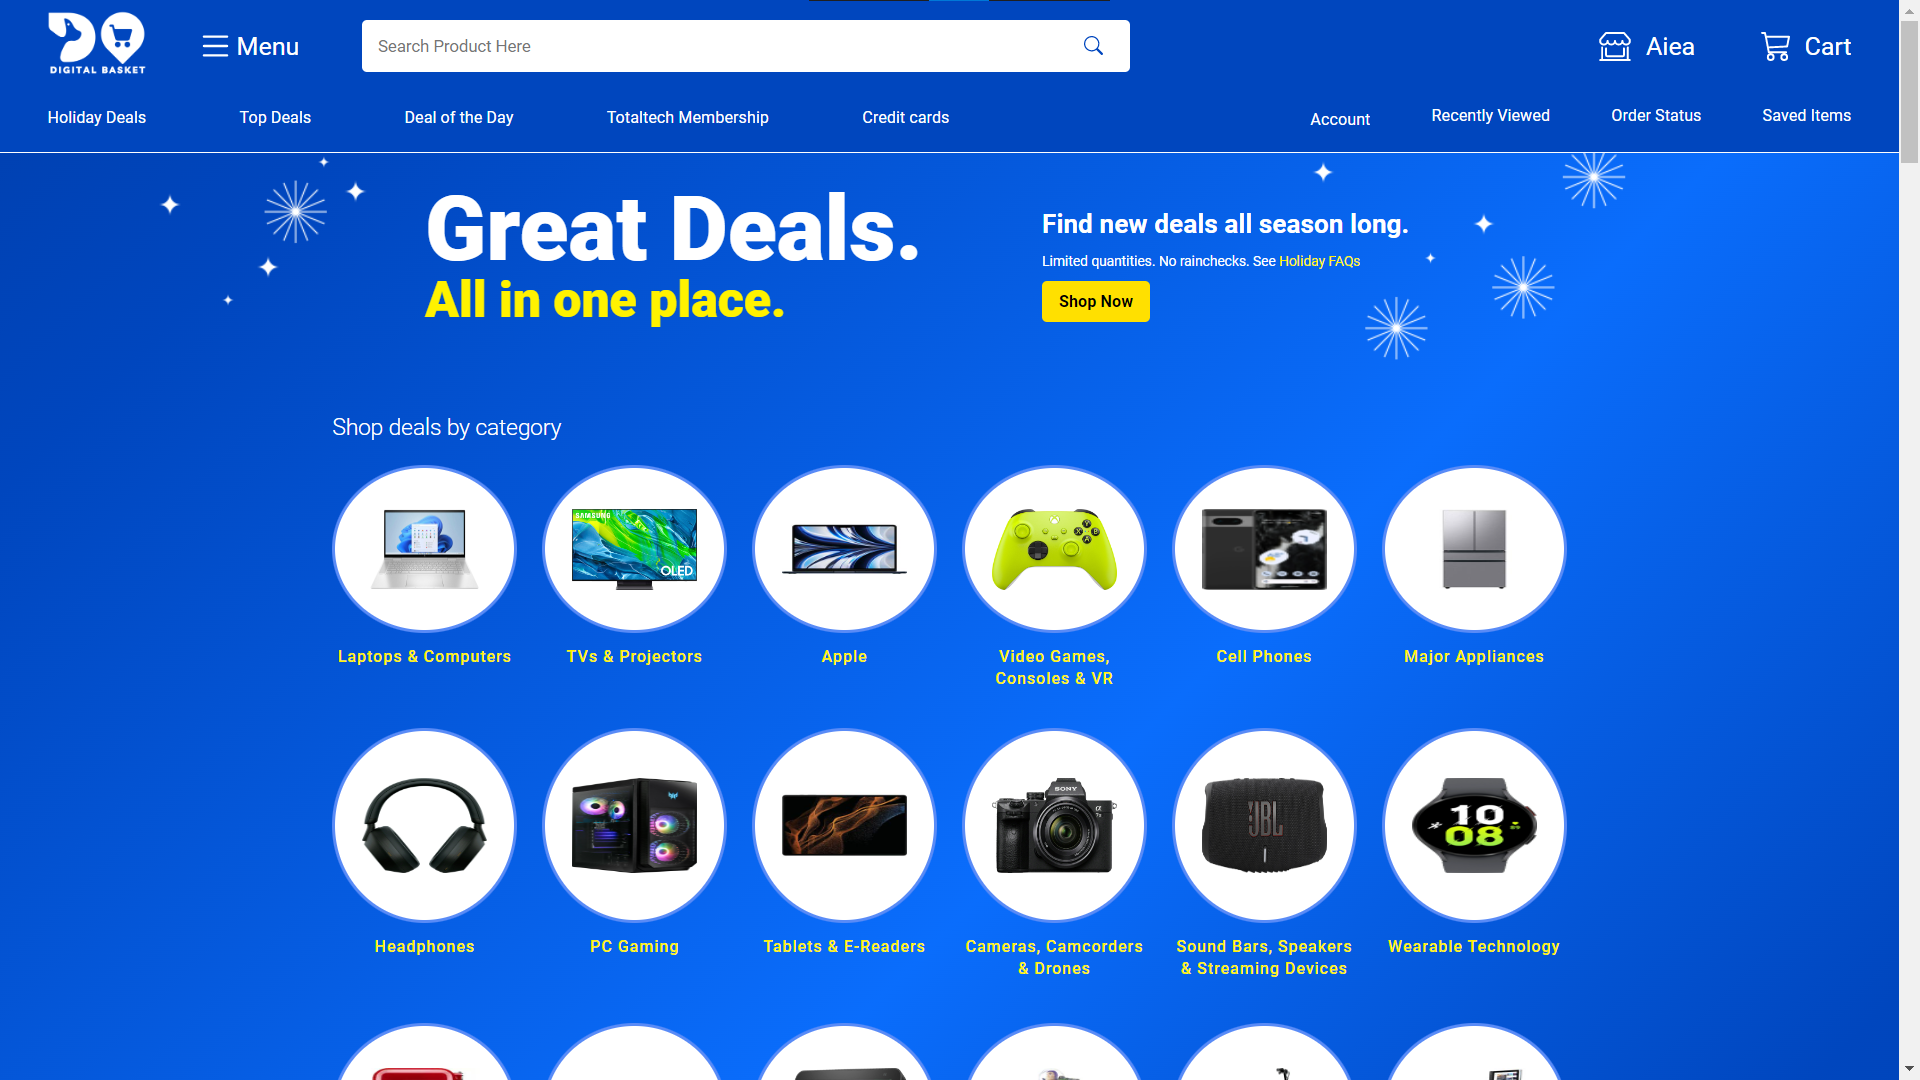 DIGITAL BASKET
Menu
Search Product Here
Aiea
Cart
Holiday Deals
Top Deals
Deal of the Day
Totaltech Membership
Credit cards
Account
Recently Viewed
Order Status
Saved Items
Great Deals.
All in one place.
Find new deals all season long.
Limited quantities. No rainchecks. See Holiday FAQs
Shop Now
Shop deals by category
SAMSUNG
OLED
X
Y
B
A
Laptops & Computers
TVs & Projectors
Apple
Video Games,
Consoles & VR
Cell Phones
Major Appliances
SONY
α
JBL
10
08
Headphones
PC Gaming
Tablets & E-Readers
Cameras, Camcorders
& Drones
Sound Bars, Speakers
& Streaming Devices
Wearable Technology